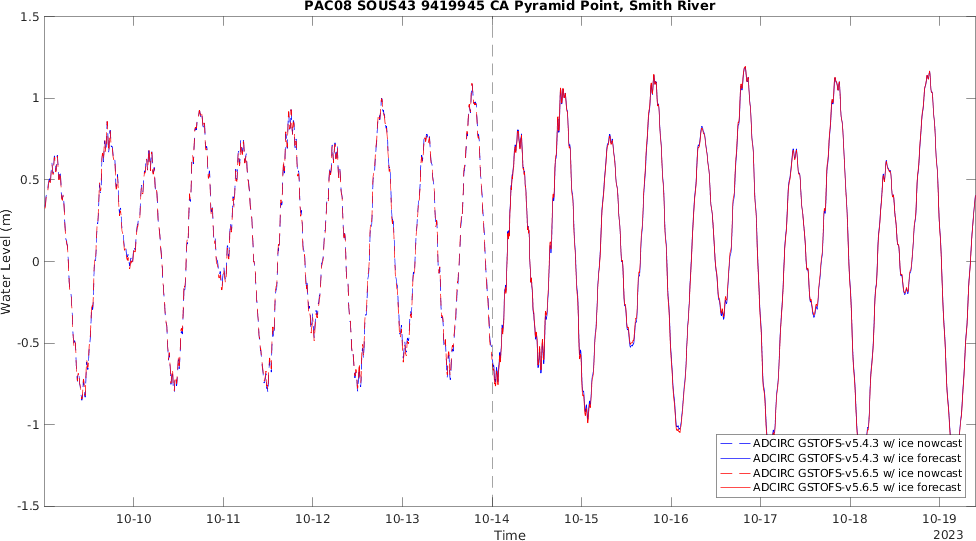 PAC08 SOUS43 9419945 CA Pyramid Point, Smith River
1.5
1
0.5
0
-0.5
-1
-1.5
Water Level (m)
ADCIRC GSTOFS-v5.4.3 w/ ice nowcast
ADCIRC GSTOFS-v5.4.3 w/ ice forecast
ADCIRC GSTOFS-v5.6.5 w/ ice nowcast
ADCIRC GSTOFS-v5.6.5 w/ ice forecast
10-10 10-11 10-12 10-13 10-14 10-15 10-16 10-17 10-18 10-19
Time
2023